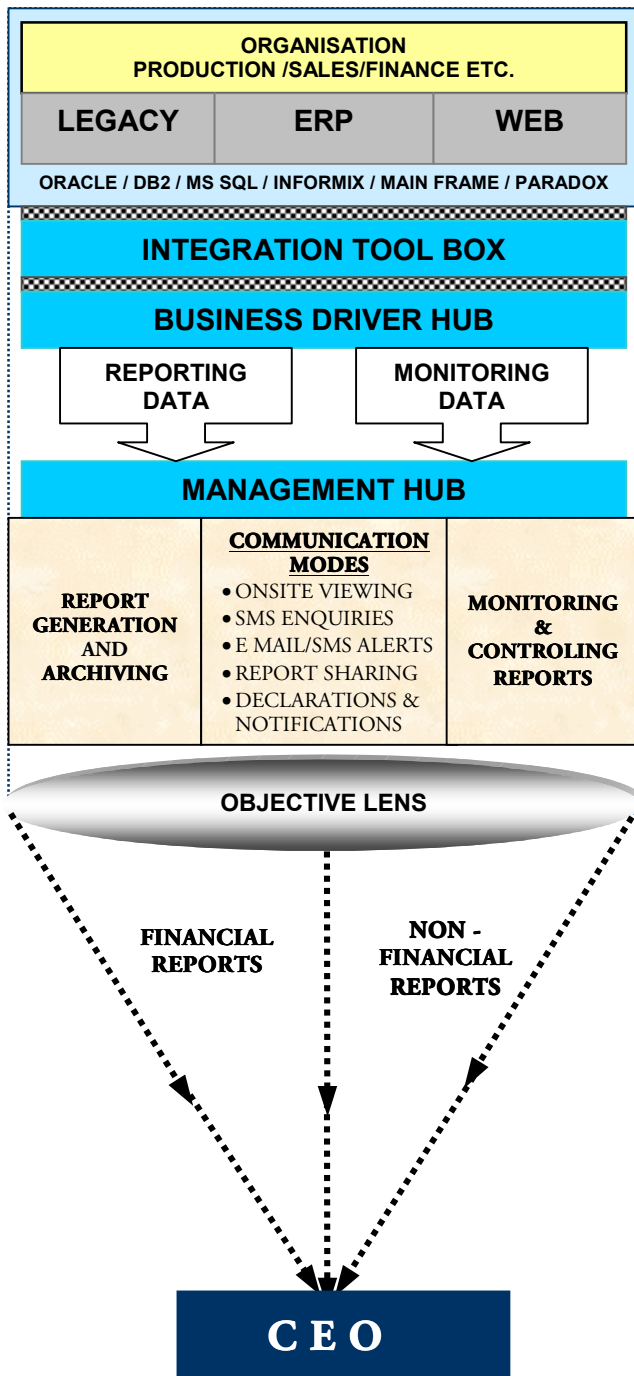 ORGANISATION
PRODUCTION /SALES/FINANCE ETC.
LEGACY
ERP
WEB
ORACLE / DB2 / MS SQL / INFORMIX / MAIN FRAME / PARADOX
INTEGRATION TOOL BOX
BUSINESS DRIVER HUB
REPORTING
DATA
MONITORING
DATA
MANAGEMENT HUB
REPORT
GENERATION
AND
ARCHIVING
COMMUNICATION
MODES
• ONSITE VIEWING
• SMS ENQUIRIES
• E MAIL/SMS ALERTS
• REPORT SHARING
• DECLARATIONS &
NOTIFICATIONS
MONITORING
&
CONTROLING
REPORTS
OBJECTIVE LENS
FINANCIAL
REPORTS
NON -
FINANCIAL
REPORTS
C E O